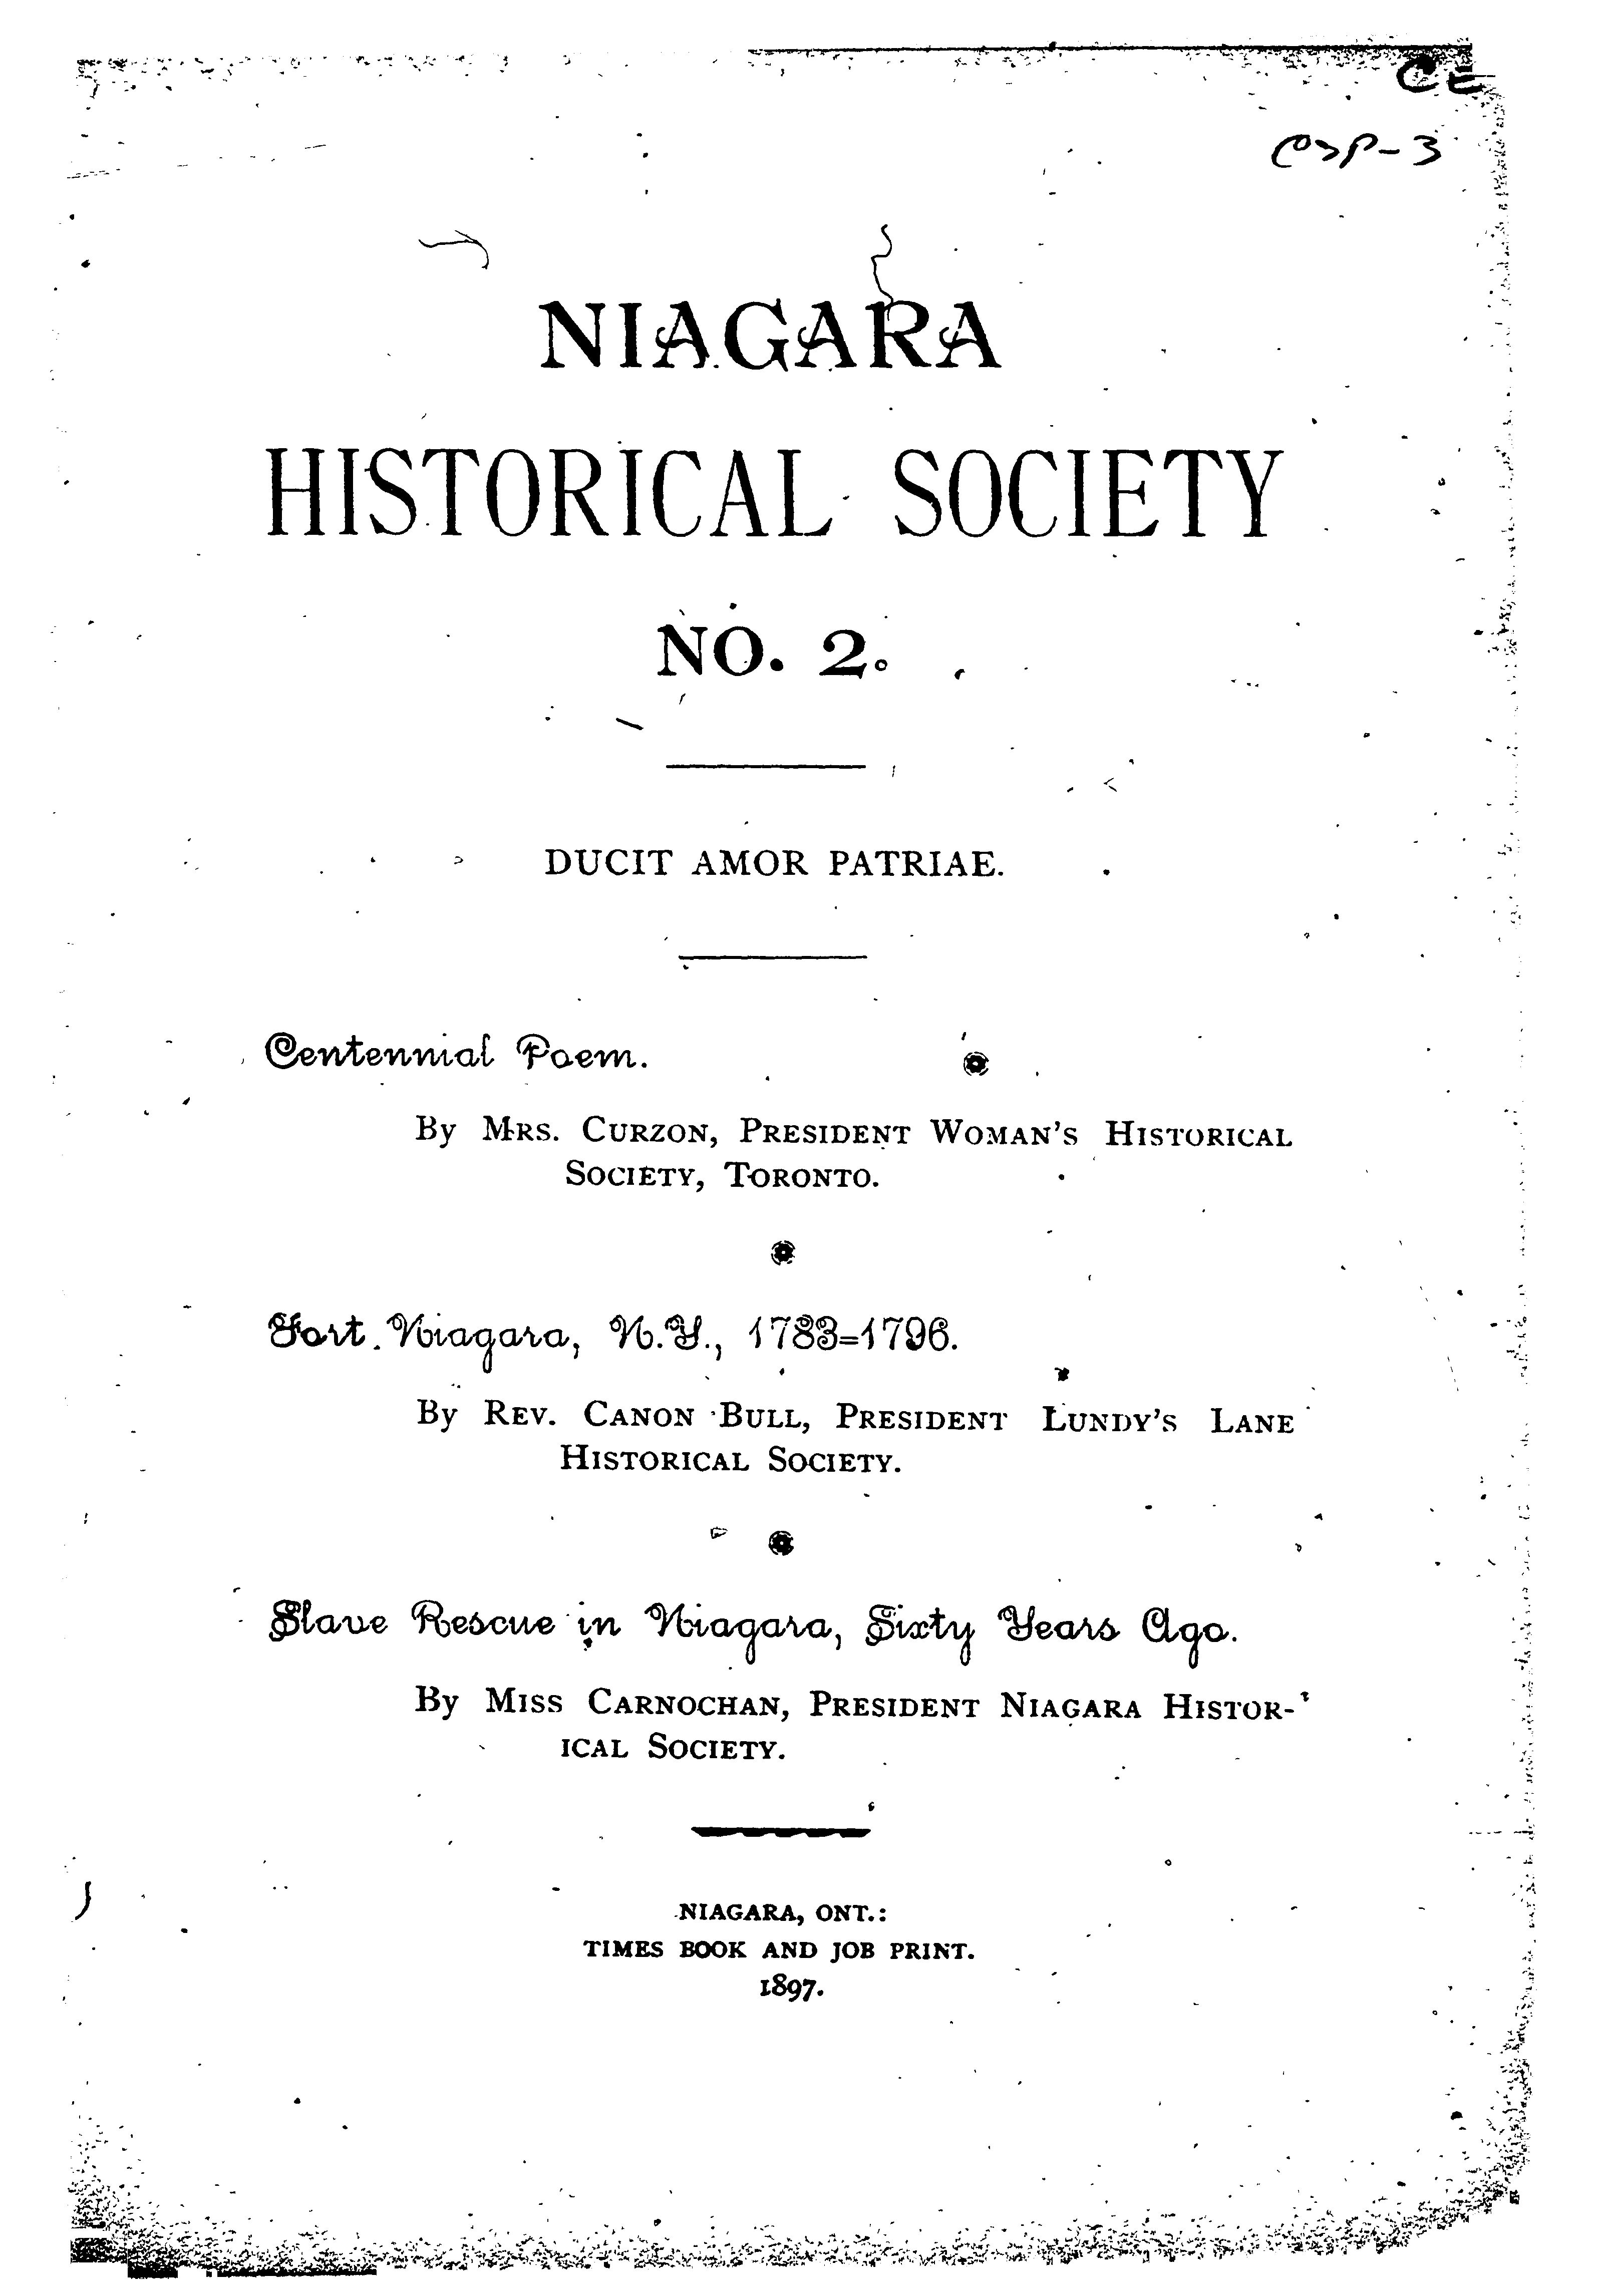 NIAGARA
HISTORICAL SOCIETY
NO. 2.
DUCIT AMOR PATRIAE.
Centennial Poem.
By Mrs. Curzon, President Woman's Historical
Society, Toronto.
Fort Niagara, N.Y., 1783-1796.
By Rev. Canon Bull, President Lundy's Lane
Historical Society.
Slave Rescue in Niagara, Sixty Years Ago.
By Miss Carnochan, President Niagara Histor-
ical Society.
NIAGARA, ONT.:
TIMES BOOK AND JOB PRINT.
1897.